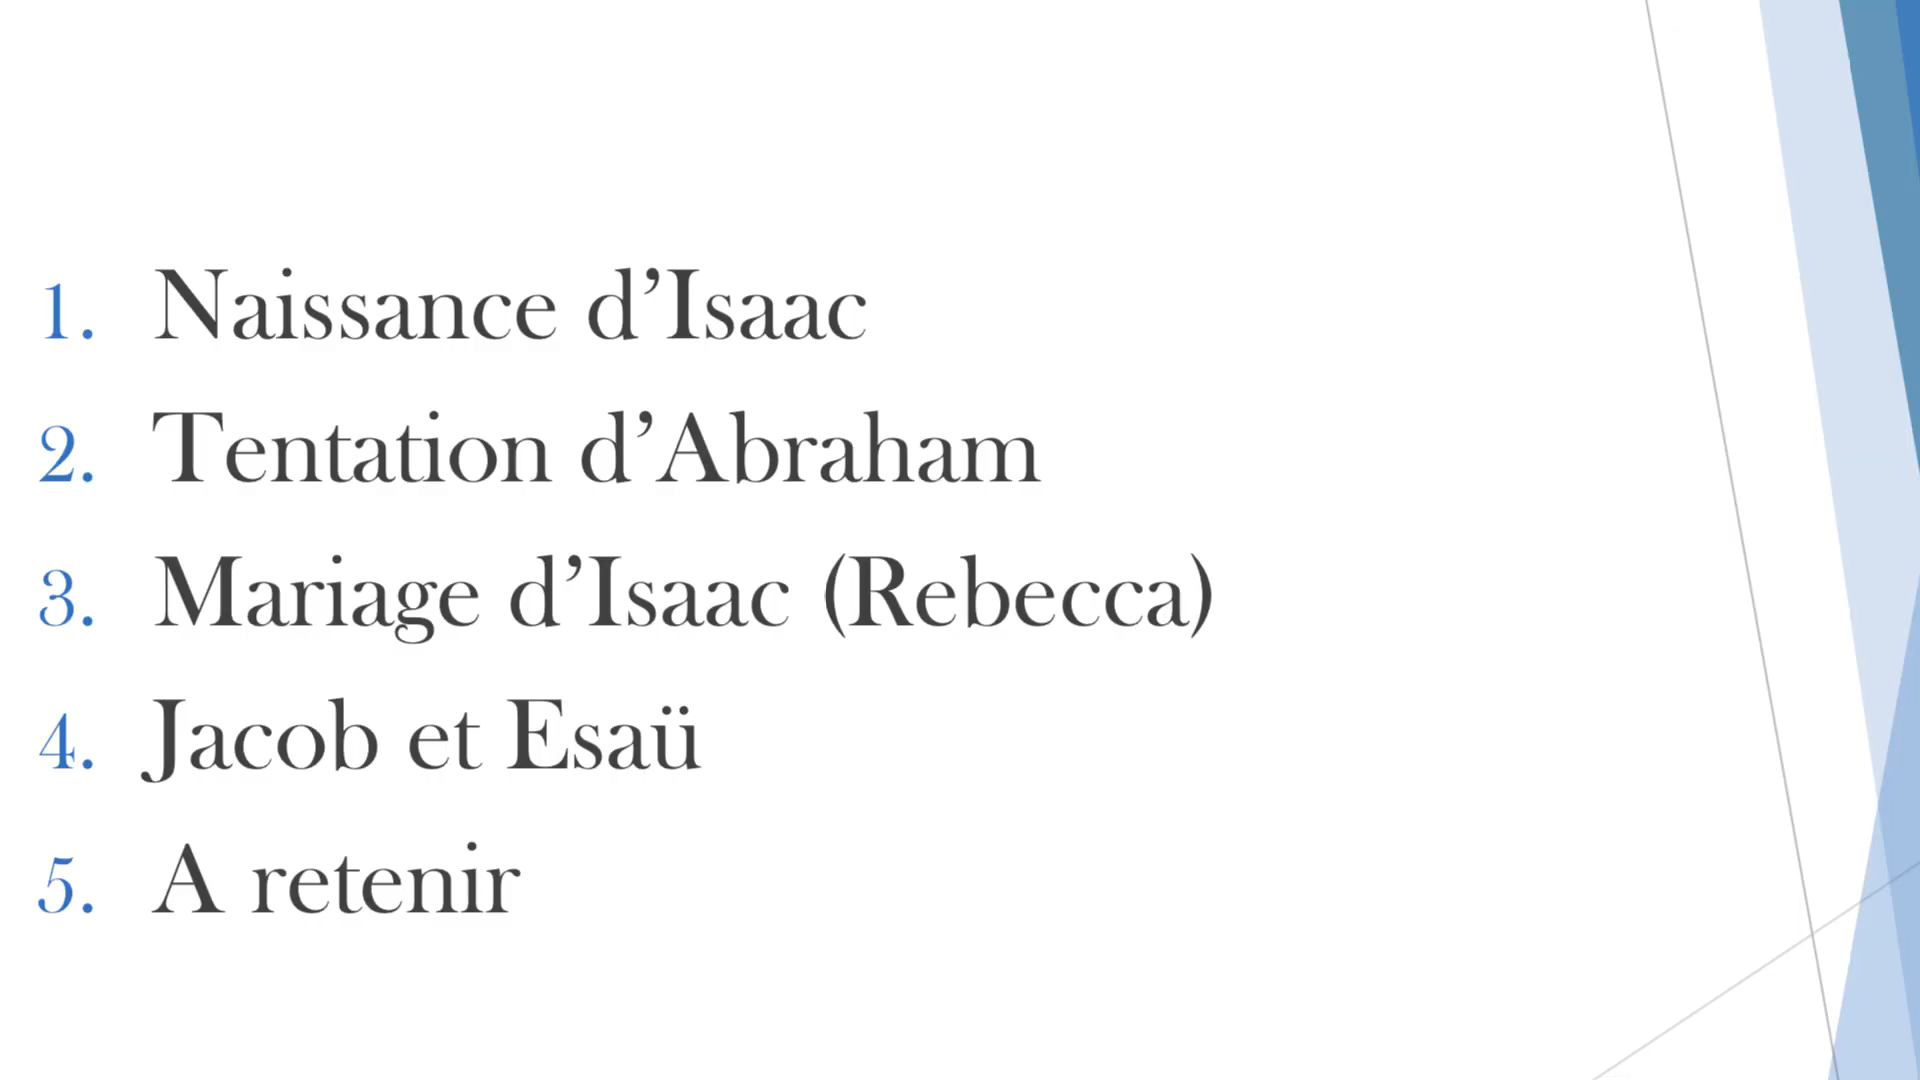 1. Naissance d’Isaac
2. Tentation d’Abraham
3. Mariage d’Isaac (Rebecca)
4. Jacob et Esaü
5. A retenir